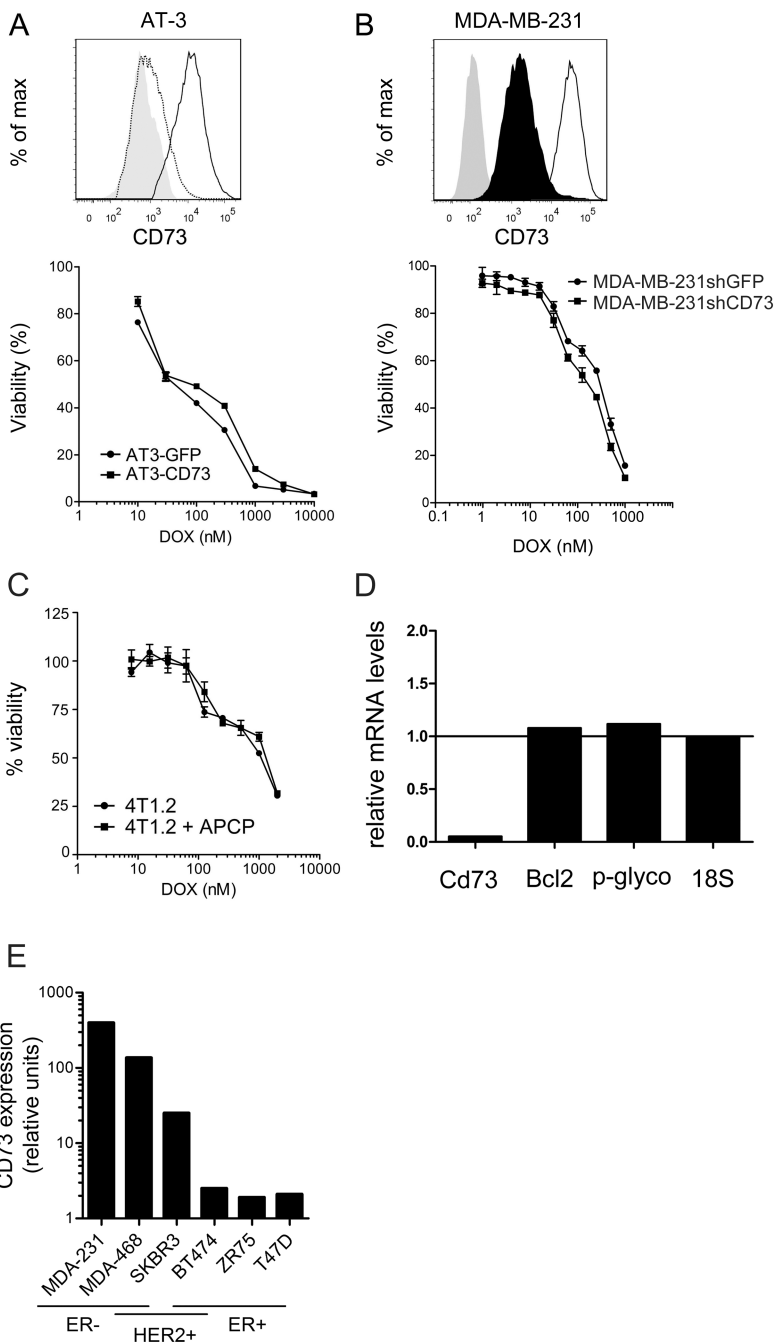 A
AT-3
% of max
0 10² 10³ 10⁴ 10⁵
CD73
Viability (%)
100
80
60
40
20
0
AT3-GFP
AT3-CD73
1 10 100 1000 10000
DOX (nM)
B
MDA-MB-231
% of max
0 10² 10³ 10⁴ 10⁵
CD73
Viability (%)
100
80
60
40
20
0
MDA-MB-231shGFP
MDA-MB-231shCD73
0.1 1 10 100 1000
DOX (nM)
C
% viability
125
100
75
50
25
0
4T1.2
4T1.2 + APCP
1 10 100 1000 10000
DOX (nM)
D
relative mRNA levels
2.0
1.5
1.0
0.5
0.0
Cd73 Bcl2 p-glyco 18S
E
CD73 expression
(relative units)
1000
100
10
1
MDA-231 MDA-468 SKBR3 BT474 ZR75 T47D
ER- HER2+ ER+